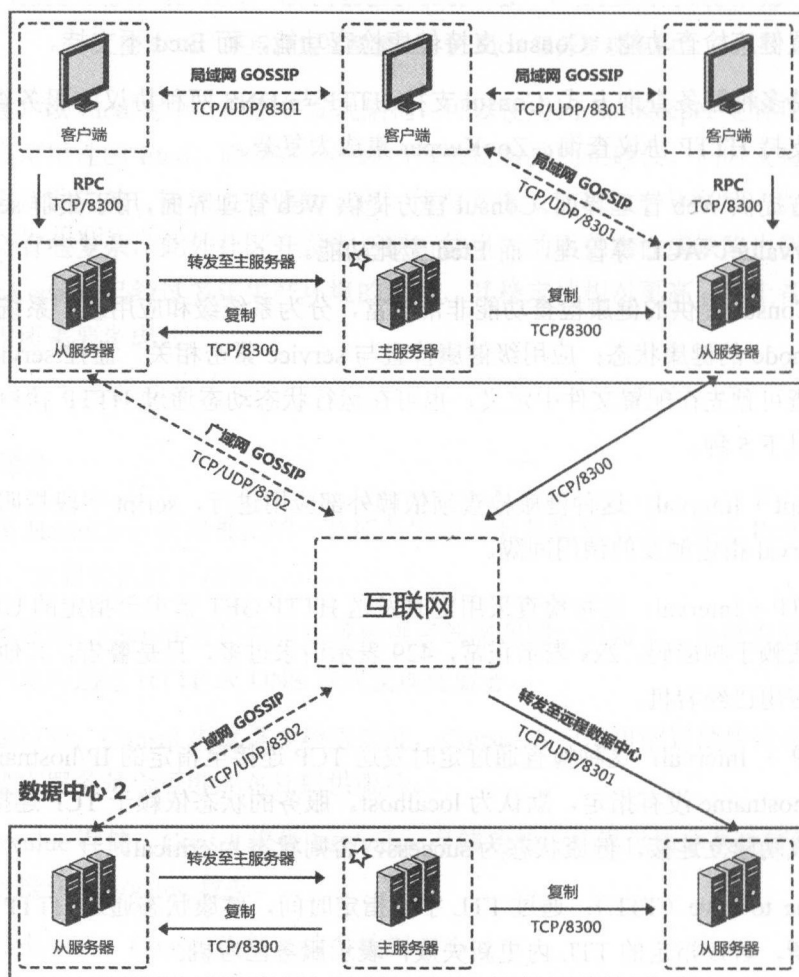 局域网 GOSSIP
TCP/UDP/8301
局域网 GOSSIP
TCP/UDP/8301
客户端
客户端
客户端
RPC
TCP/8300
局域网 GOSSIP
TCP/UDP/8301
RPC
TCP/8300
转发至主服务器
复制
TCP/8300
复制
TCP/8300
从服务器
主服务器
从服务器
广域网 GOSSIP
TCP/UDP/8302
TCP/8300
互联网
域网 GOSSIP
TCP/UDP/8302
转发至远程数据中心
TCP/UDP/8301
数据中心 2
转发至主服务器
复制
TCP/8300
复制
TCP/8300
从服务器
主服务器
从服务器